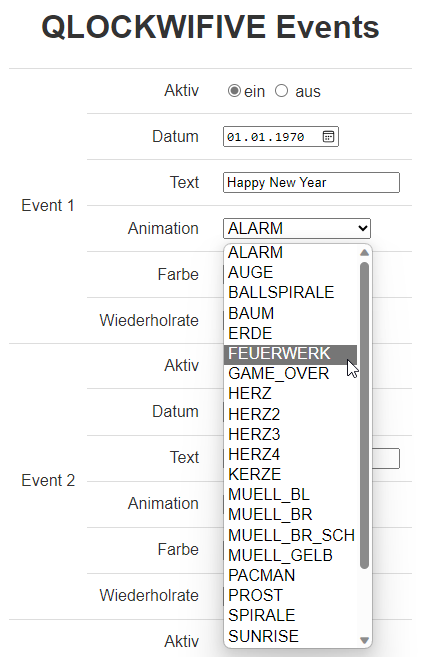 QLOCKWIFIVE Events
Aktiv ein aus
Datum 01.01.1970
Text Happy New Year
Event 1
Animation ALARM
ALARM
Farbe AUGE
BALLSPIRALE
Wiederholrate BAUM
ERDE
Aktiv FEUERWERK
GAME_OVER
Datum HERZ
HERZ2
Text HERZ3
HERZ4
Event 2 KERZE
Animation MUELL_BL
MUELL_BR
MUELL_BR_SCH
Farbe MUELL_GELB
PACMAN
Wiederholrate PROST
SPIRALE
Aktiv SUNRISE